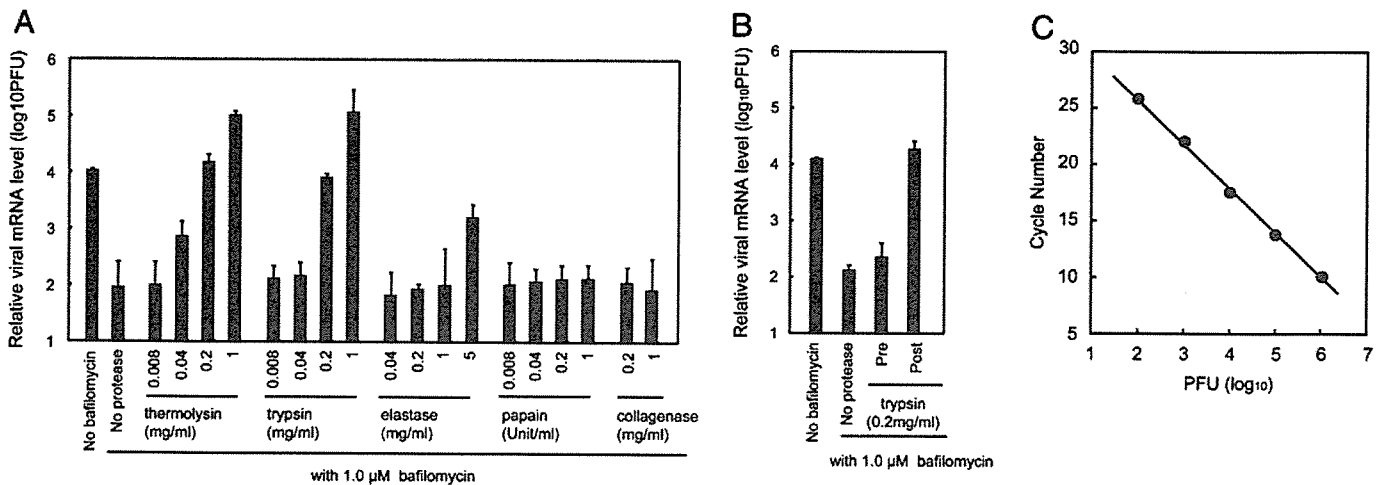 A
Relative viral mRNA level (log10PFU)
6
5
4
3
2
1
No bafilomycin
No protease
0.008
0.04
0.2
1
0.008
0.04
0.2
1
0.04
0.2
1
5
0.008
0.04
0.2
1
0.2
1
thermolysin
(mg/ml)
trypsin
(mg/ml)
elastase
(mg/ml)
papain
(Unit/ml)
collagenase
(mg/ml)
with 1.0 µM bafilomycin
B
Relative viral mRNA level (log10PFU)
6
5
4
3
2
1
No bafilomycin
No protease
Pre
Post
trypsin
(0.2mg/ml)
with 1.0 µM bafilomycin
C
Cycle Number
30
25
20
15
10
5
1 2 3 4 5 6 7
PFU (log10)